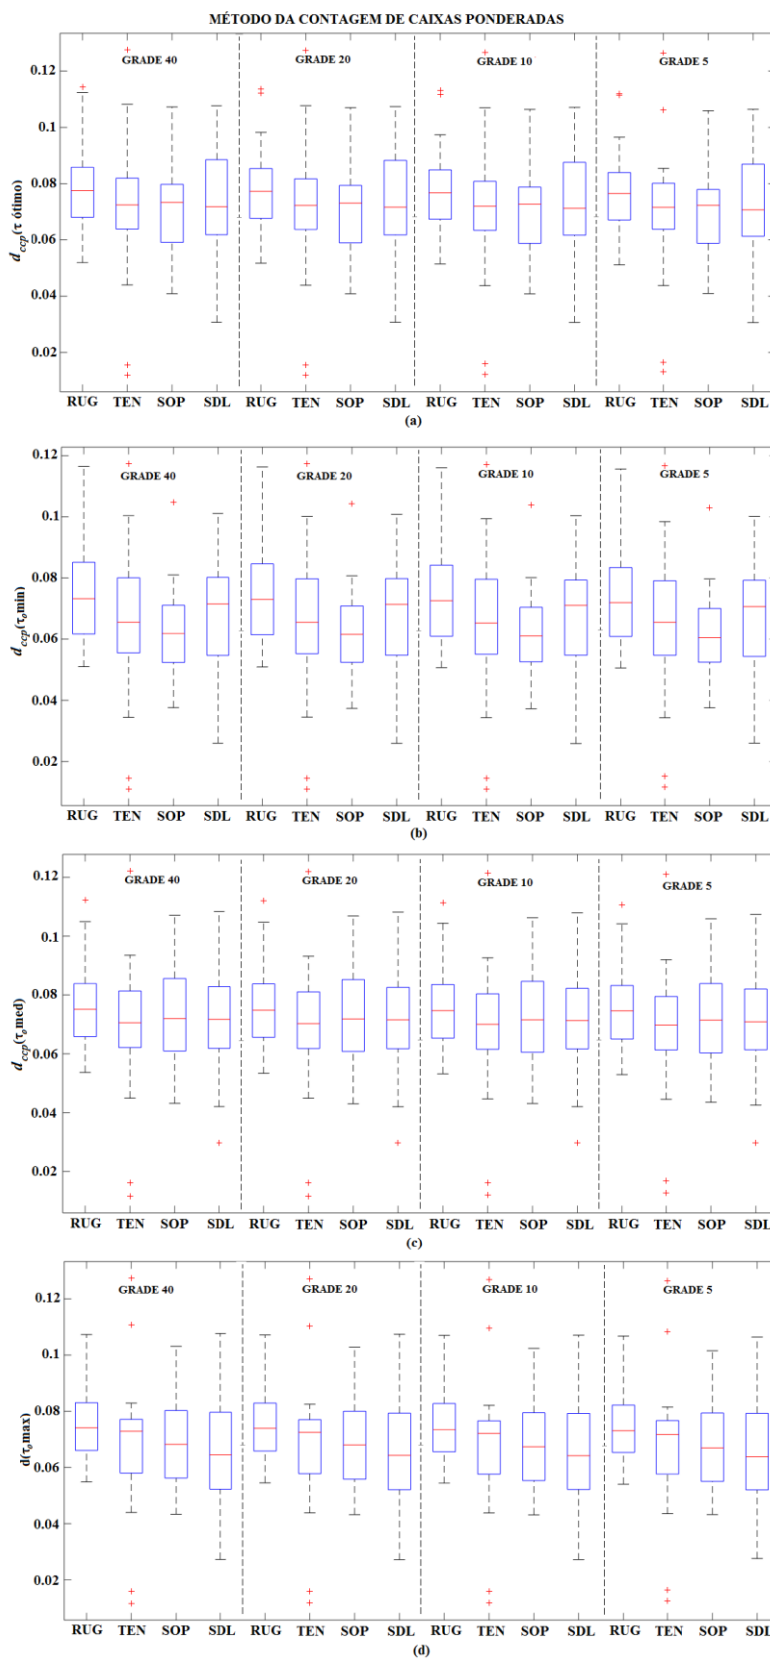 MÉTODO DA CONTAGEM DE CAIXAS PONDERADAS
GRADE 40 GRADE 20 GRADE 10 GRADE 5
0.12
0.1
0.08
0.06
0.04
0.02
d_ccp(τ ótimo)
RUG TEN SOP SDL RUG TEN SOP SDL RUG TEN SOP SDL RUG TEN SOP SDL
(a)
0.12
GRADE 40 GRADE 20 GRADE 10 GRADE 5
0.1
0.08
0.06
0.04
0.02
d_ccp(τ_o min)
RUG TEN SOP SDL RUG TEN SOP SDL RUG TEN SOP SDL RUG TEN SOP SDL
(b)
0.12
GRADE 40 GRADE 20 GRADE 10 GRADE 5
0.1
0.08
0.06
0.04
0.02
d_ccp(τ_o med)
RUG TEN SOP SDL RUG TEN SOP SDL RUG TEN SOP SDL RUG TEN SOP SDL
(c)
GRADE 40 GRADE 20 GRADE 10 GRADE 5
0.12
0.1
0.08
0.06
0.04
0.02
d(τ_o max)
RUG TEN SOP SDL RUG TEN SOP SDL RUG TEN SOP SDL RUG TEN SOP SDL
(d)